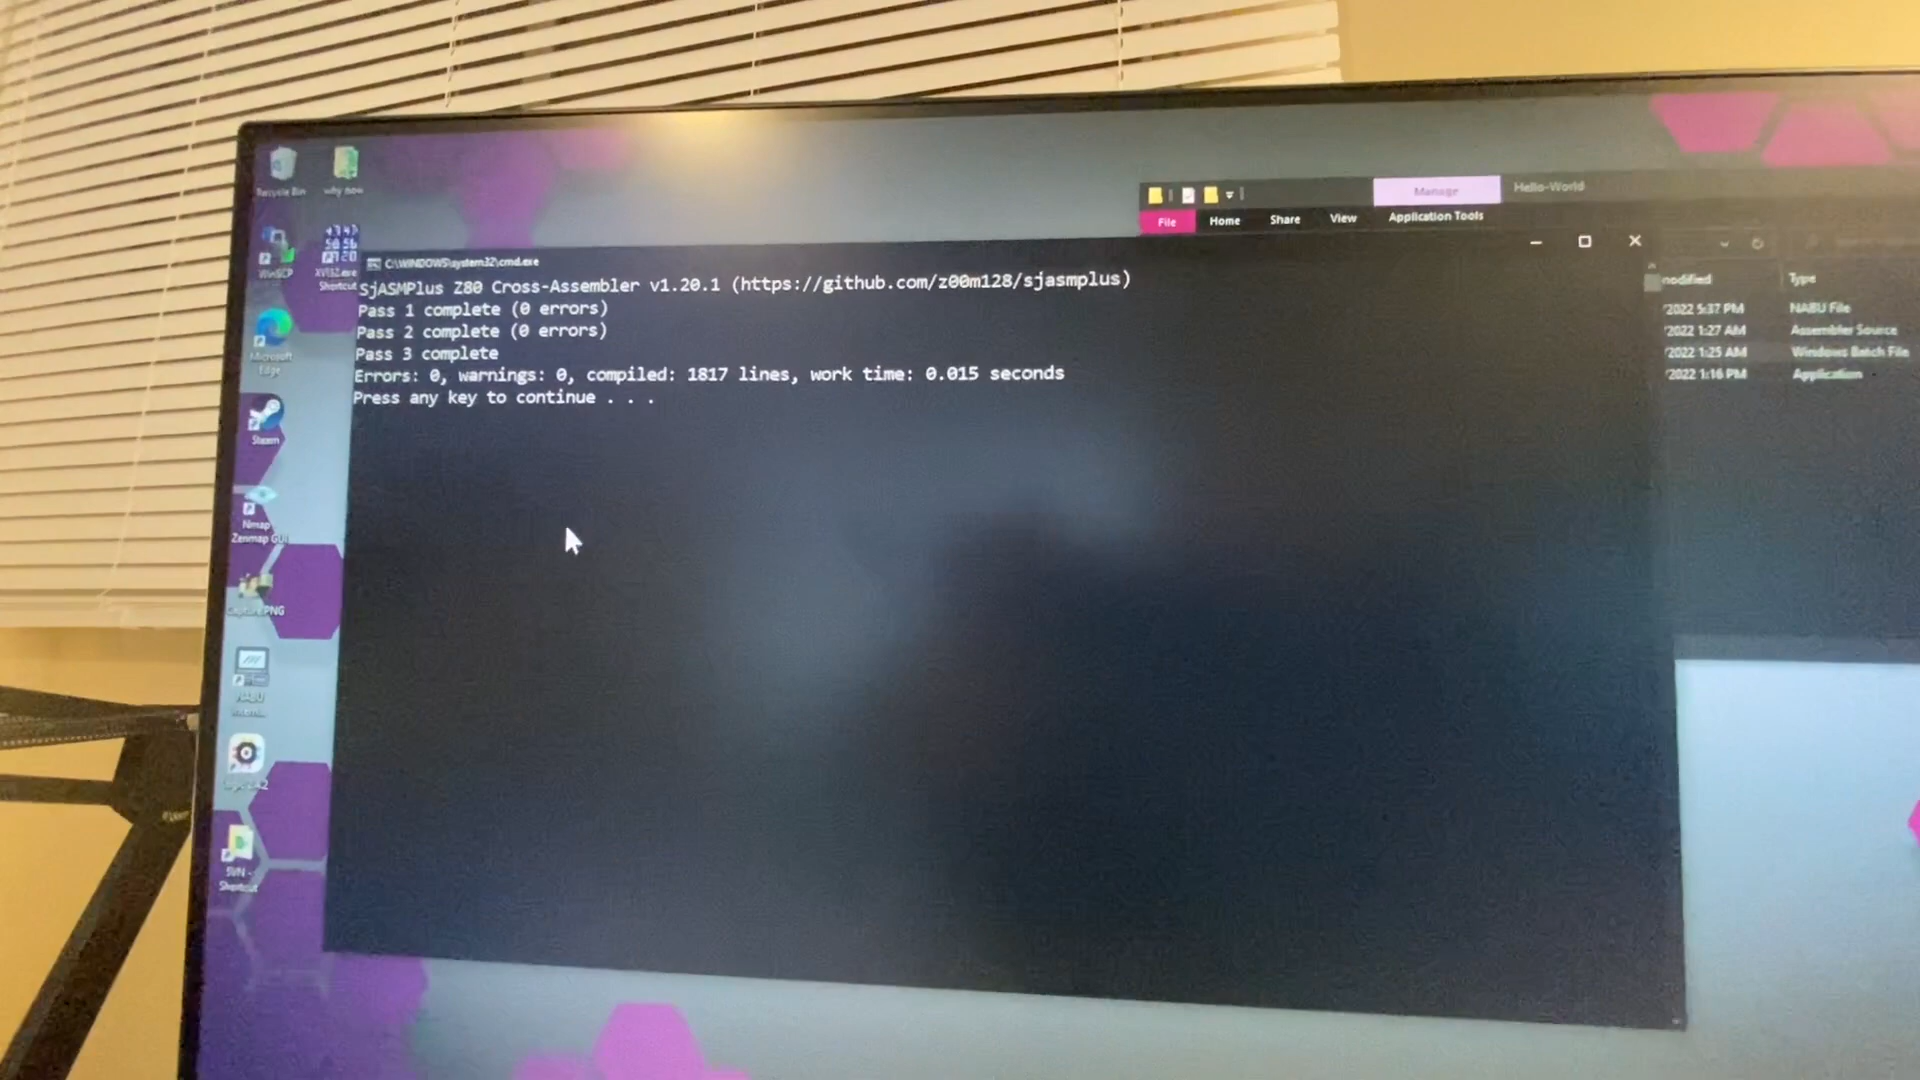 Recycle Bin
why now
WinSCP
XVI32.exe
Shortcut
Microsoft
Edge
Steam
Nmap
Zenmap GUI
Capture.PNG
NABU
SVN -
Shortcut
Manage
Hello-World
File
Home
Share
View
Application Tools
C:\WINDOWS\system32\cmd.exe
SjASMPlus Z80 Cross-Assembler v1.20.1 (https://github.com/z00m128/sjasmplus)
Pass 1 complete (0 errors)
Pass 2 complete (0 errors)
Pass 3 complete
Errors: 0, warnings: 0, compiled: 1817 lines, work time: 0.015 seconds
Press any key to continue . . .
modified
Type
/2022 5:37 PM
NABU File
/2022 1:27 AM
Assembler Source
/2022 1:25 AM
Windows Batch File
/2022 1:16 PM
Application